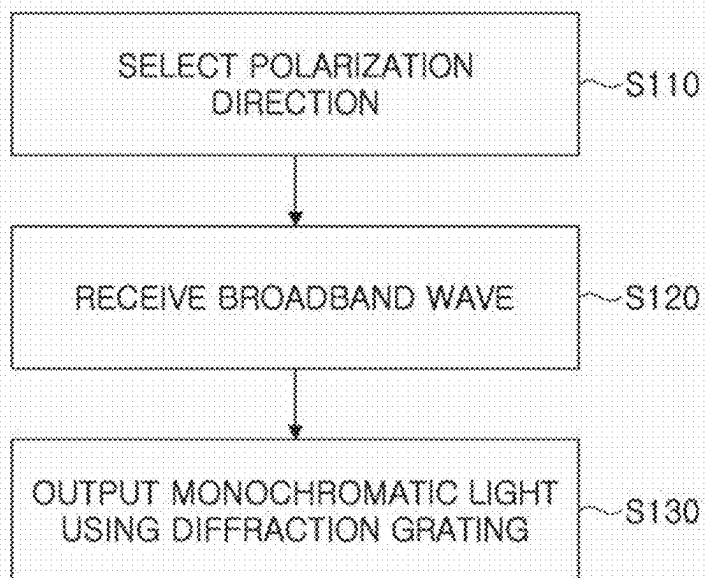 SELECT POLARIZATION
DIRECTION
S110
RECEIVE BROADBAND WAVE
S120
OUTPUT MONOCHROMATIC LIGHT
USING DIFFRACTION GRATING
S130